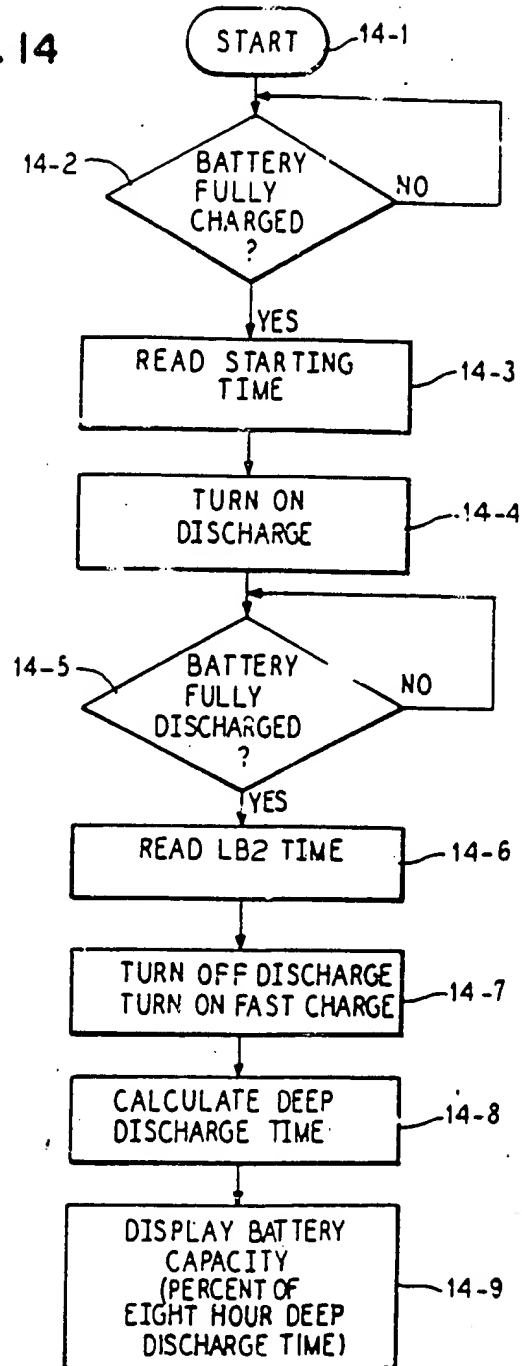 . 14
START
14-1
14-2
BATTERY
FULLY
CHARGED
?
NO
YES
READ STARTING
TIME
14-3
TURN ON
DISCHARGE
14-4
14-5
BATTERY
FULLY
DISCHARGED
?
NO
YES
READ LB2 TIME
14-6
TURN OFF DISCHARGE
TURN ON FAST CHARGE
14-7
CALCULATE DEEP
DISCHARGE TIME
14-8
DISPLAY BATTERY
CAPACITY
(PERCENT OF
EIGHT HOUR DEEP
DISCHARGE TIME)
14-9